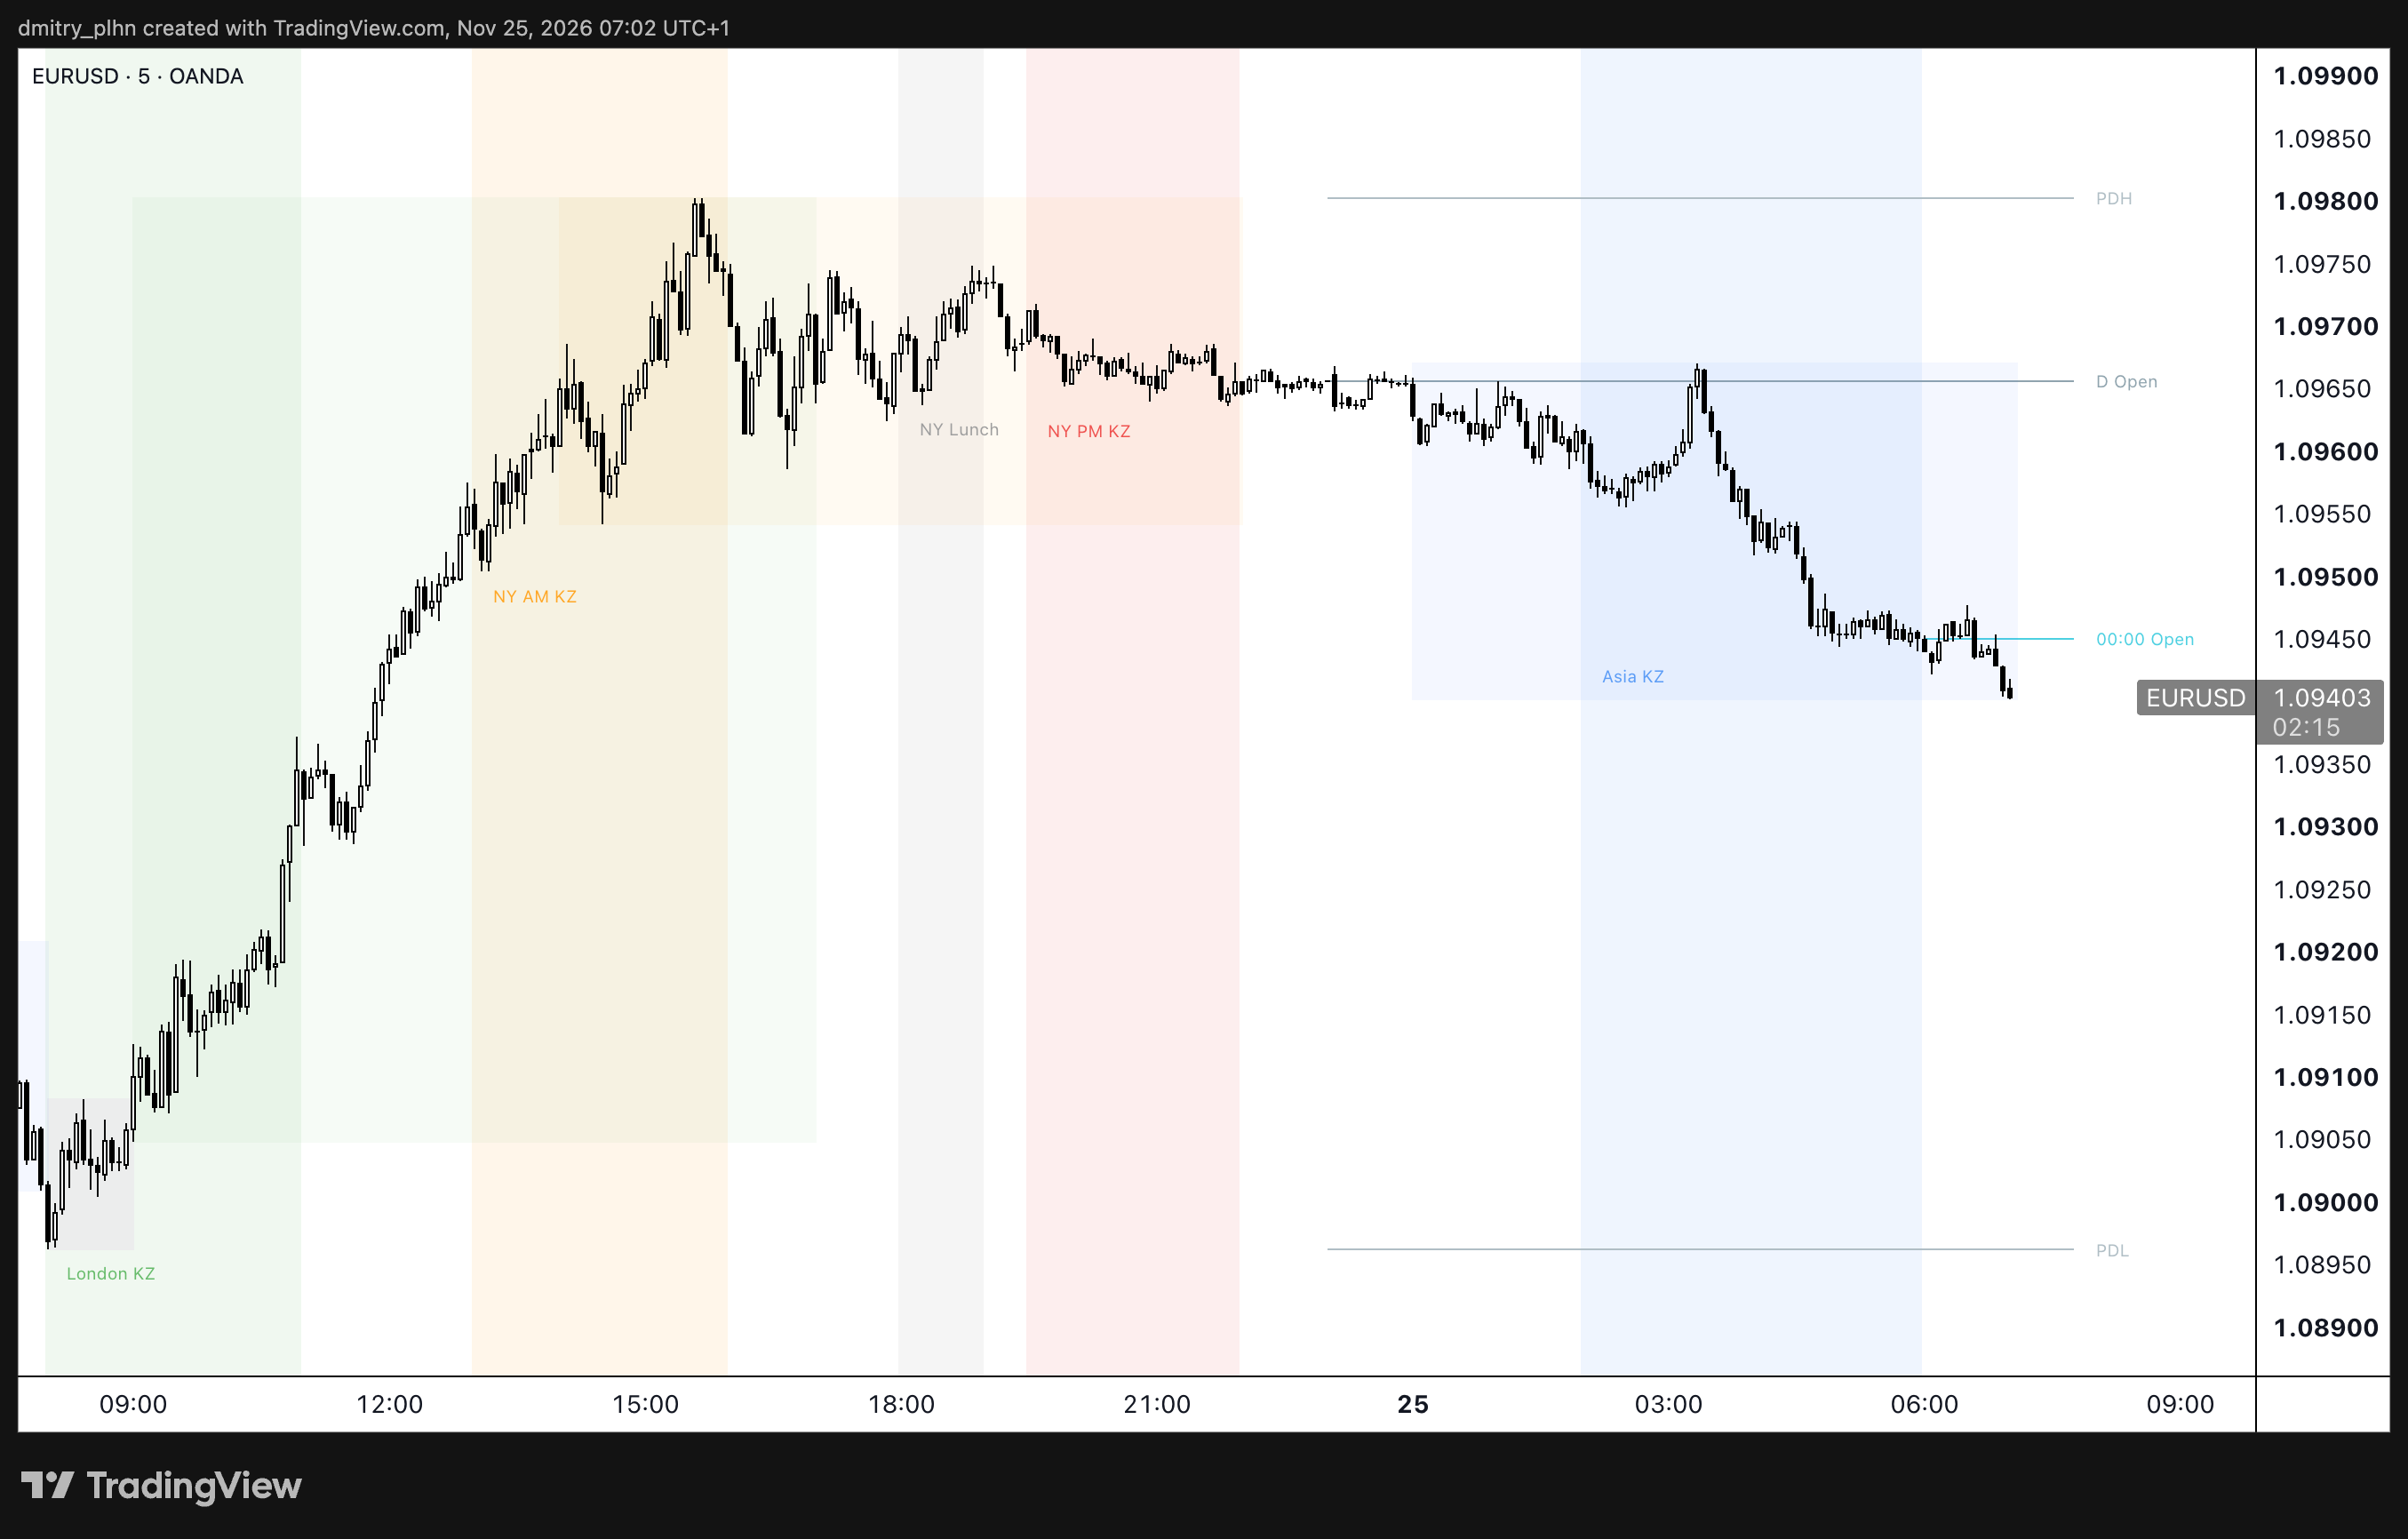 dmitry_plhn created with TradingView.com, Nov 25, 2026 07:02 UTC+1
EURUSD · 5 · OANDA
1.09900
1.09850
PDH
1.09800
1.09750
1.09700
D Open
1.09650
NY Lunch
NY PM KZ
1.09600
1.09550
1.09500
NY AM KZ
00:00 Open
1.09450
Asia KZ
EURUSD
1.09403
02:15
1.09350
1.09300
1.09250
1.09200
1.09150
1.09100
1.09050
1.09000
PDL
1.08950
London KZ
1.08900
09:00 12:00 15:00 18:00 21:00 25 03:00 06:00 09:00
TradingView